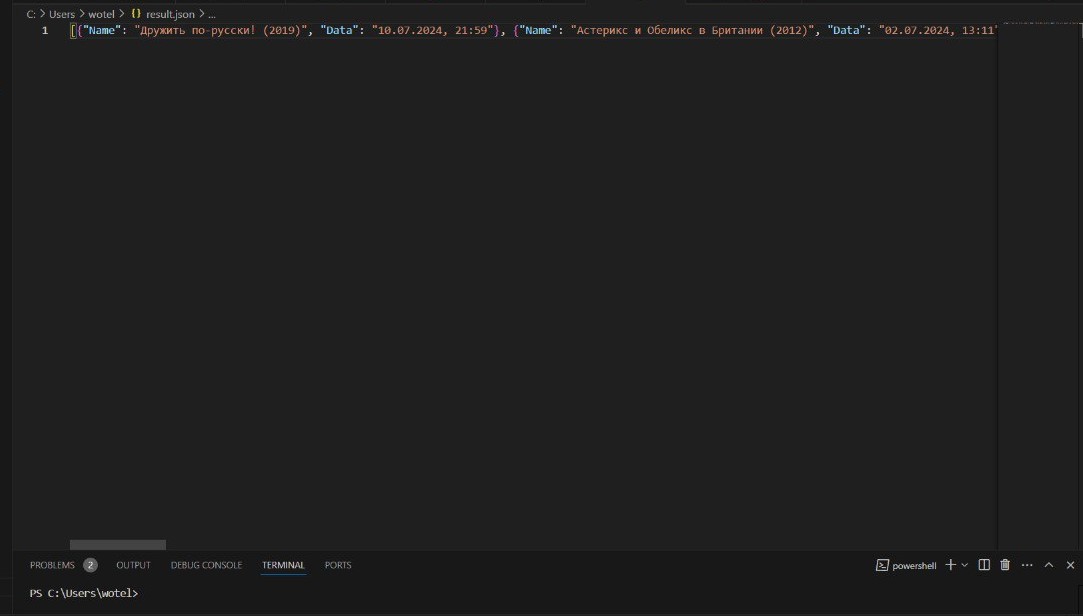 C: > Users > wotel > {} result.json > ...
1 [{"Name": "Дружить по-русски! (2019)", "Data": "10.07.2024, 21:59"}, {"Name": "Астерикс и Обеликс в Британии (2012)", "Data": "02.07.2024, 13:11"
PROBLEMS 2 OUTPUT DEBUG CONSOLE TERMINAL PORTS powershell
PS C:\Users\wotel>